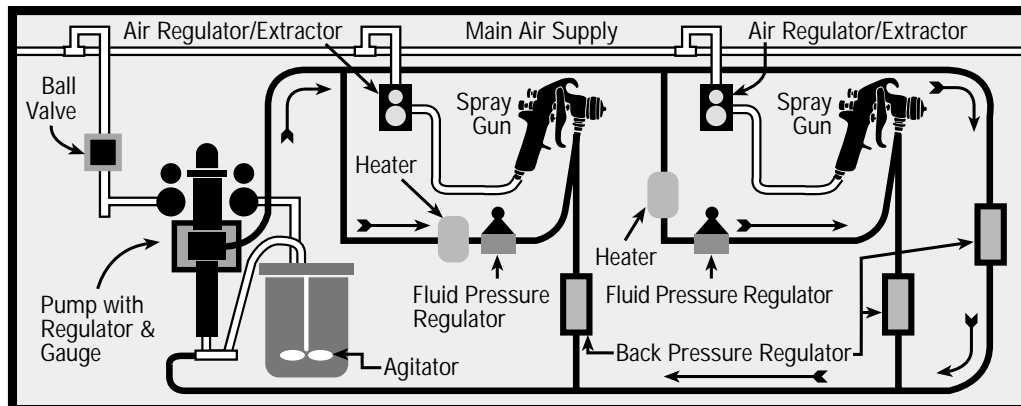 Air Regulator/Extractor
Main Air Supply
Air Regulator/Extractor
Ball
Valve
Spray
Gun
Spray
Gun
Heater
Heater
Pump with
Regulator &
Gauge
Fluid Pressure
Regulator
Fluid Pressure Regulator
Agitator
Back Pressure Regulator